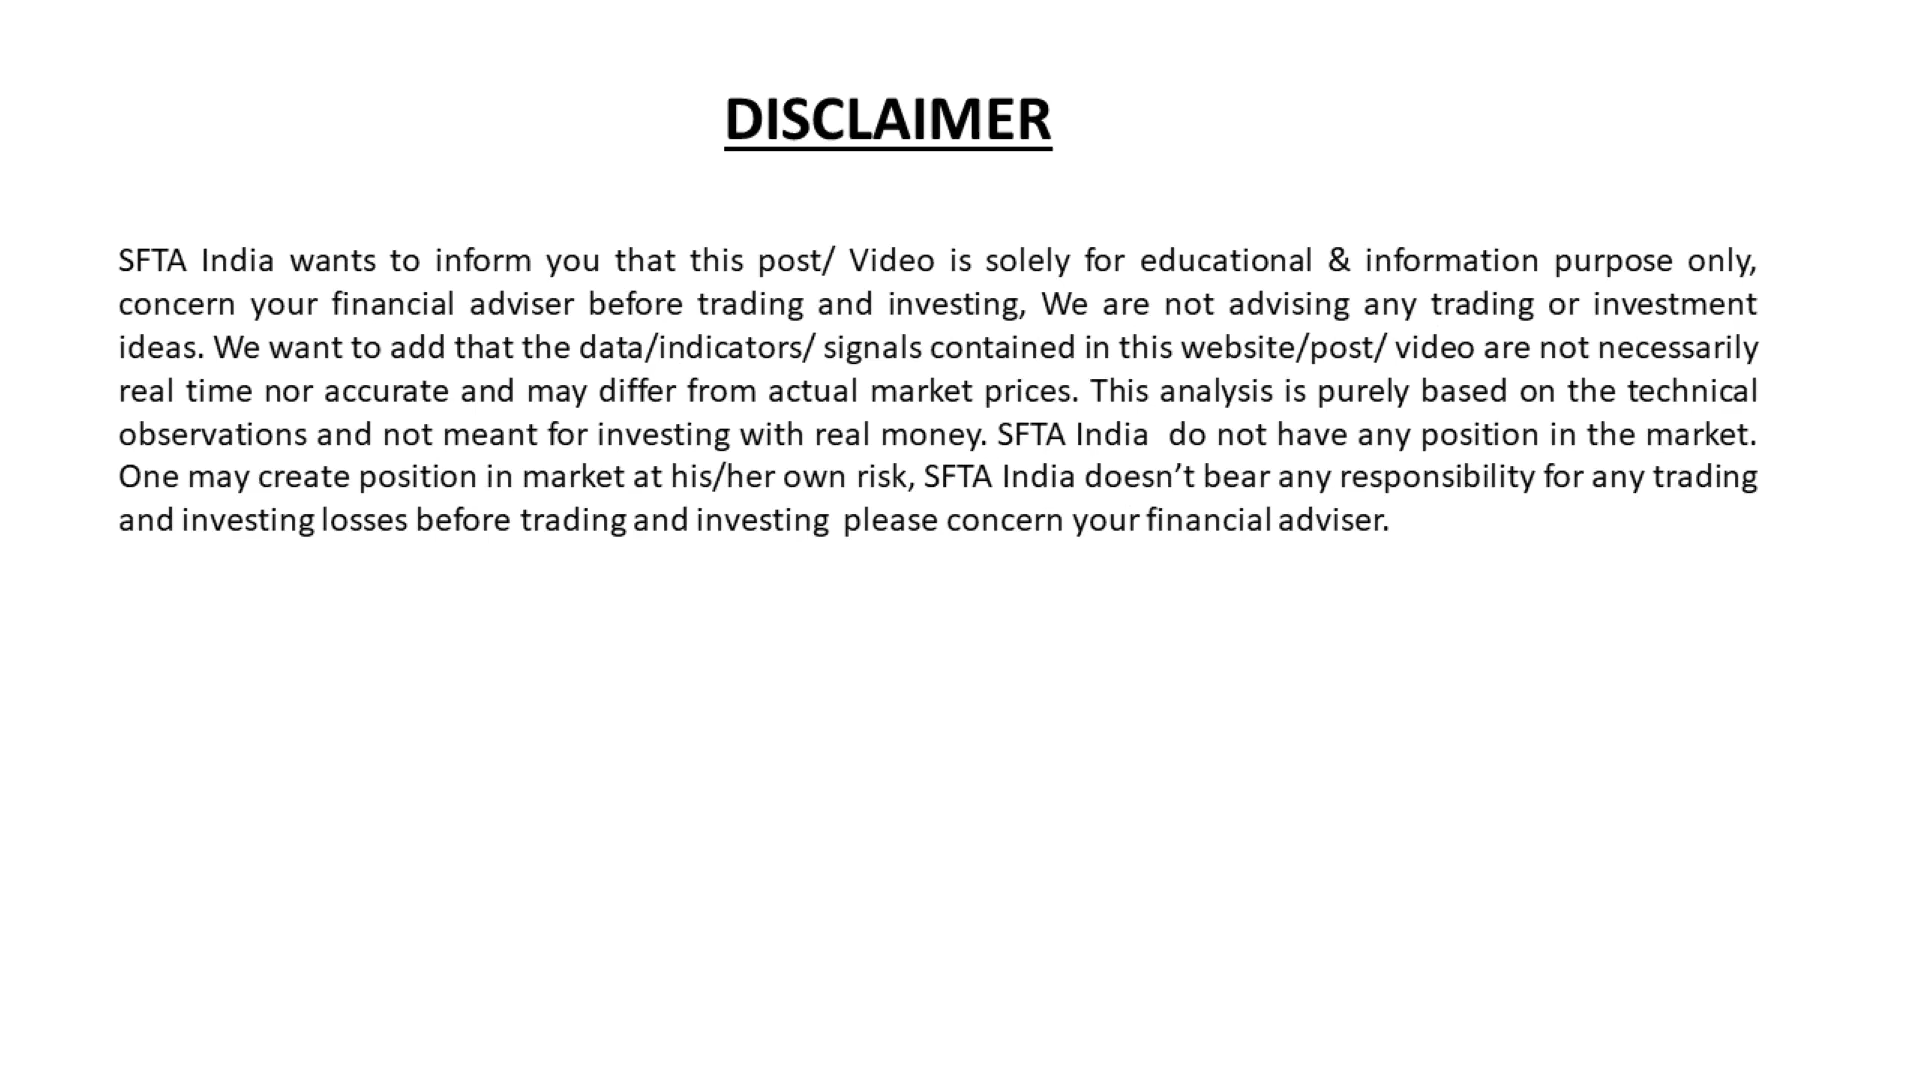 DISCLAIMER
SFTA India wants to inform you that this post/ Video is solely for educational & information purpose only,
concern your financial adviser before trading and investing, We are not advising any trading or investment
ideas. We want to add that the data/indicators/ signals contained in this website/post/ video are not necessarily
real time nor accurate and may differ from actual market prices. This analysis is purely based on the technical
observations and not meant for investing with real money. SFTA India  do not have any position in the market.
One may create position in market at his/her own risk, SFTA India doesn’t bear any responsibility for any trading
and investing losses before trading and investing  please concern your financial adviser.